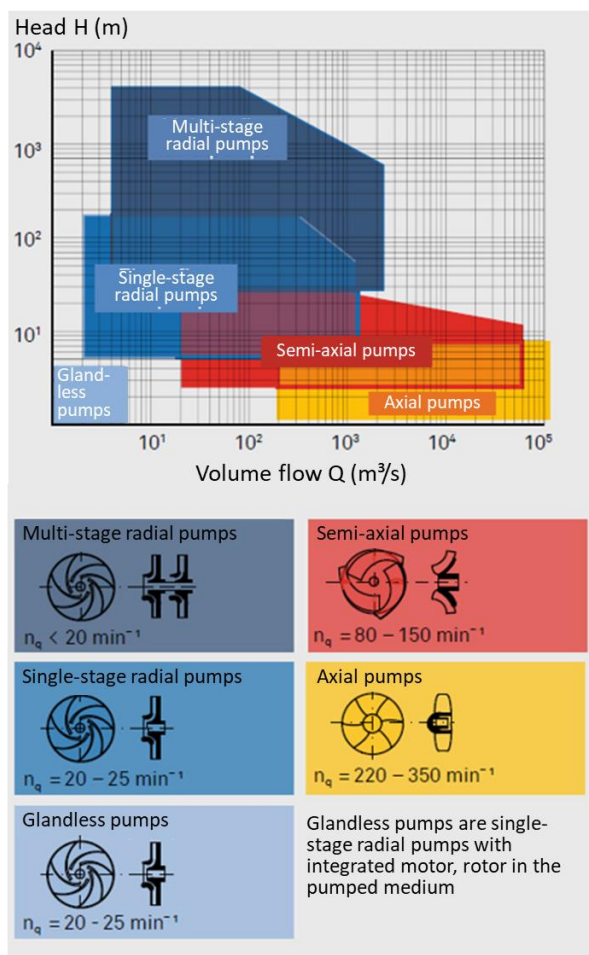 Head H (m)
10⁴
10³
10²
10¹
Multi-stage
radial pumps
Single-stage
radial pumps
Semi-axial pumps
Gland-
less
pumps
Axial pumps
10¹
10²
10³
10⁴
10⁵
Volume flow Q (m³/s)
Multi-stage radial pumps
n_q < 20 min⁻¹
Semi-axial pumps
n_q = 80 – 150 min⁻¹
Single-stage radial pumps
n_q = 20 – 25 min⁻¹
Axial pumps
n_q = 220 – 350 min⁻¹
Glandless pumps
n_q = 20 - 25 min⁻¹
Glandless pumps are single-
stage radial pumps with
integrated motor, rotor in the
pumped medium